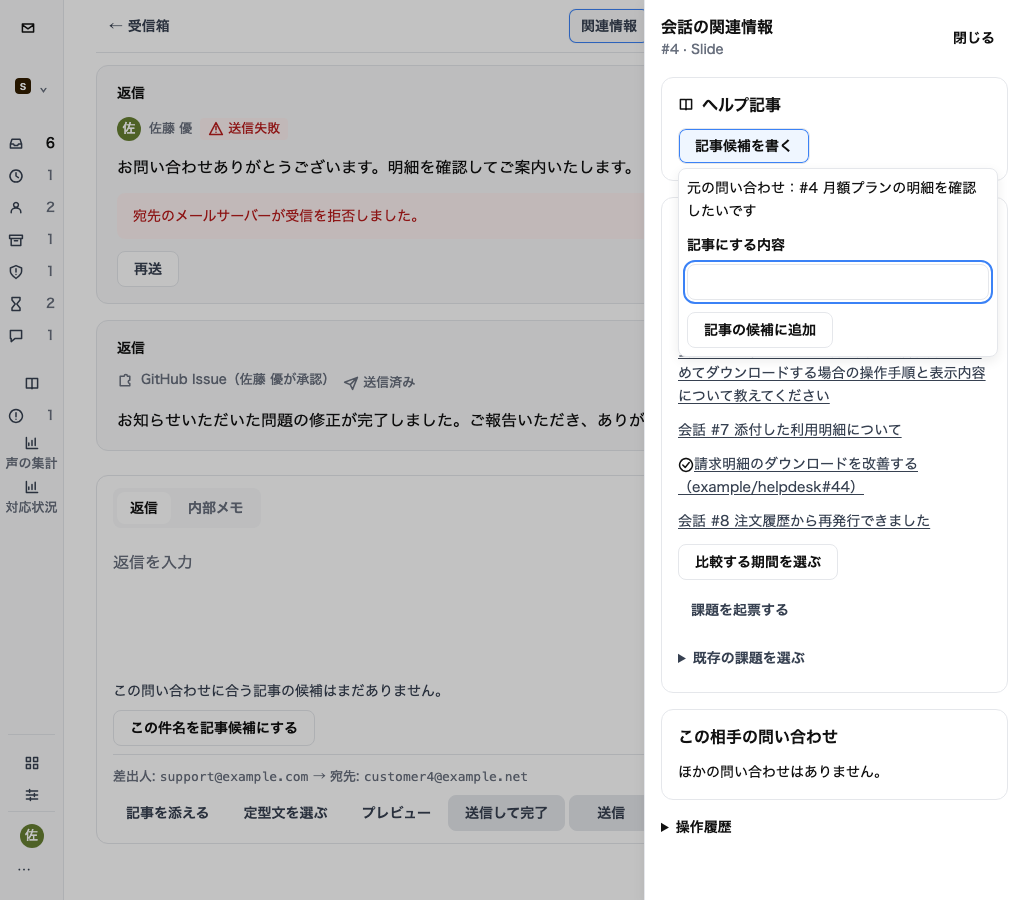 S
6
1
2
1
1
2
1
1
声の集計
対応状況
佐
…
← 受信箱
関連情報
返信
佐 佐藤 優 送信失敗
お問い合わせありがとうございます。明細を確認してご案内いたします。
宛先のメールサーバーが受信を拒否しました。
再送
返信
GitHub Issue（佐藤 優が承認） 送信済み
お知らせいただいた問題の修正が完了しました。ご報告いただき、ありが
返信 内部メモ
返信を入力
この問い合わせに合う記事の候補はまだありません。
この件名を記事候補にする
差出人: support@example.com → 宛先: customer4@example.net
記事を添える 定型文を選ぶ プレビュー 送信して完了 送信
会話の関連情報
#4 · Slide
閉じる
ヘルプ記事
記事候補を書く
元の問い合わせ：#4 月額プランの明細を確認
したいです
記事にする内容
記事の候補に追加
めてダウンロードする場合の操作手順と表示内容
について教えてください
会話 #7 添付した利用明細について
請求明細のダウンロードを改善する
（example/helpdesk#44）
会話 #8 注文履歴から再発行できました
比較する期間を選ぶ
課題を起票する
▶ 既存の課題を選ぶ
この相手の問い合わせ
ほかの問い合わせはありません。
▶ 操作履歴